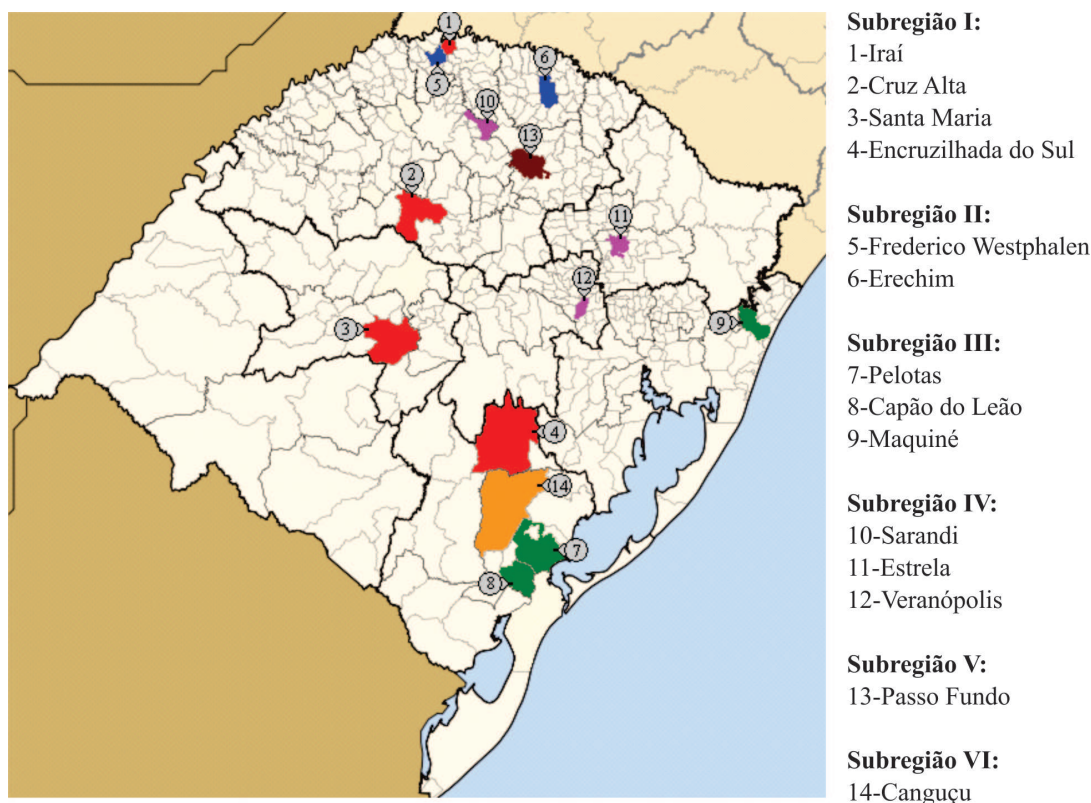 1
6
5
10
13
2
11
12
9
3
4
14
7
8
Subregião I:
1-Iraí
2-Cruz Alta
3-Santa Maria
4-Encruzilhada do Sul
Subregião II:
5-Frederico Westphalen
6-Erechim
Subregião III:
7-Pelotas
8-Capão do Leão
9-Maquiné
Subregião IV:
10-Sarandi
11-Estrela
12-Veranópolis
Subregião V:
13-Passo Fundo
Subregião VI:
14-Canguçu